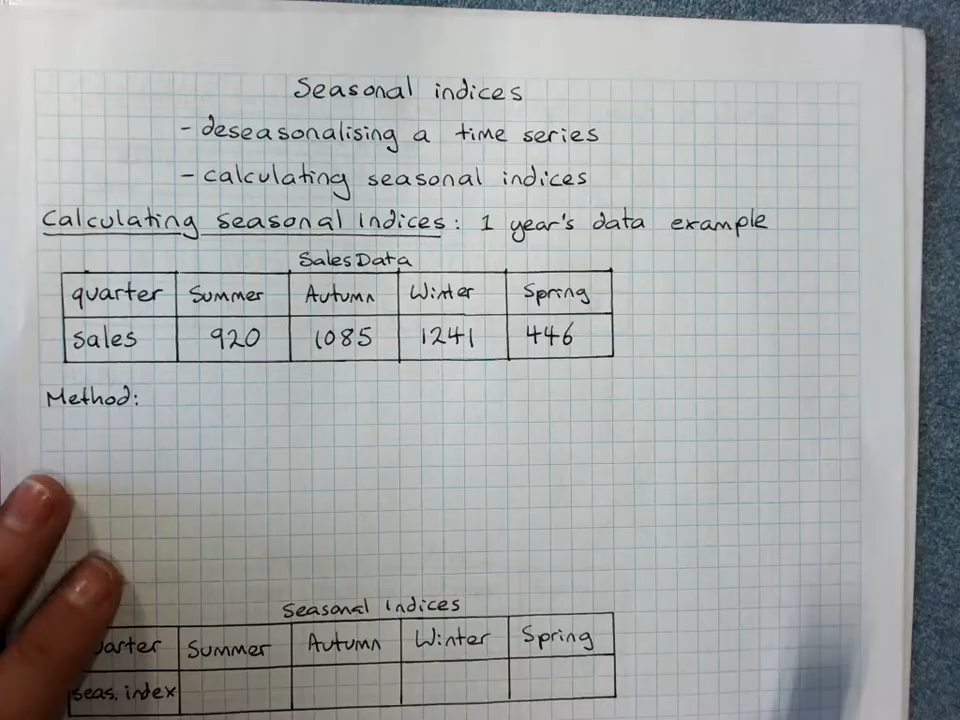 Seasonal indices
- deseasonalising a time series
- calculating seasonal indices
Calculating seasonal Indices: 1 year's data example
Sales Data
quarter Summer Autumn Winter Spring
sales 920 1085 1241 446
Method:
Seasonal Indices
uarter Summer Autumn Winter Spring
seas. index